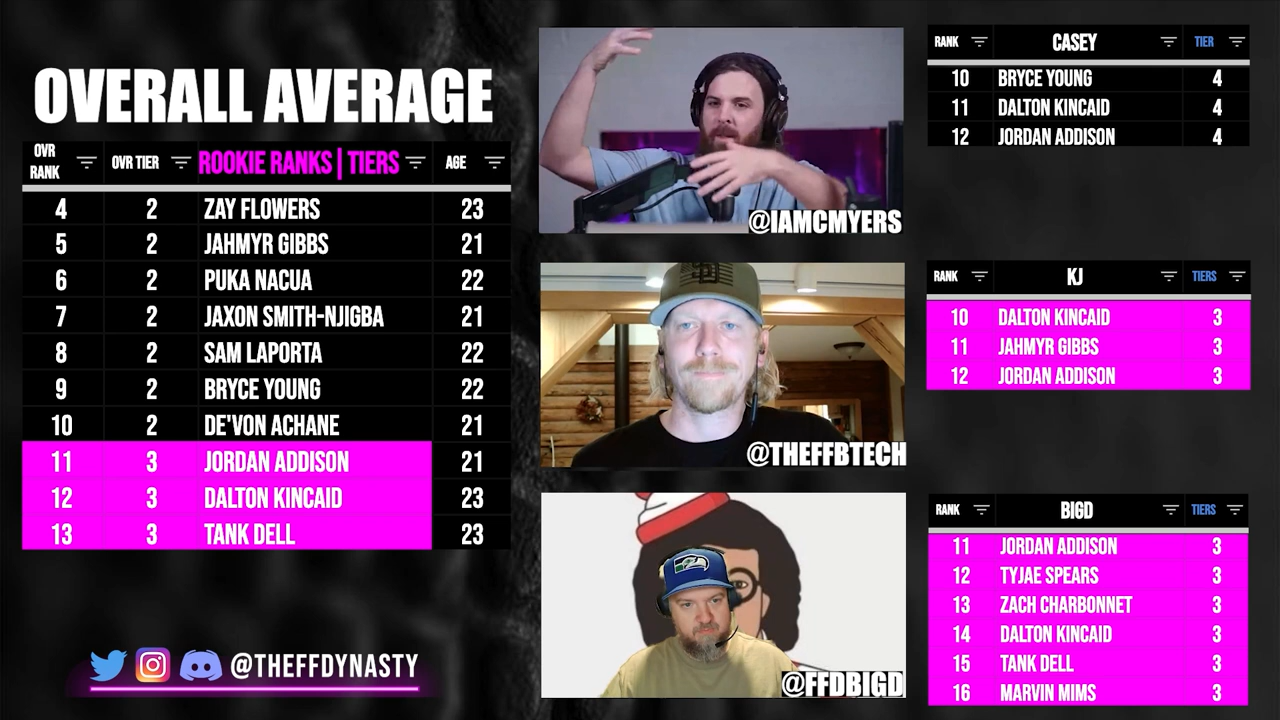 OVERALL AVERAGE
OVR RANK OVR TIER ROOKIE RANKS | TIERS AGE
4 2 ZAY FLOWERS 23
5 2 JAHMYR GIBBS 21
6 2 PUKA NACUA 22
7 2 JAXON SMITH-NJIGBA 21
8 2 SAM LAPORTA 22
9 2 BRYCE YOUNG 22
10 2 DE'VON ACHANE 21
11 3 JORDAN ADDISON 21
12 3 DALTON KINCAID 23
13 3 TANK DELL 23
@THEFFDYNASTY
@IAMCMYERS
@THEFFBTECH
@FFDBIGD
RANK CASEY TIER
10 BRYCE YOUNG 4
11 DALTON KINCAID 4
12 JORDAN ADDISON 4
RANK KJ TIERS
10 DALTON KINCAID 3
11 JAHMYR GIBBS 3
12 JORDAN ADDISON 3
RANK BIGD TIERS
11 JORDAN ADDISON 3
12 TYJAE SPEARS 3
13 ZACH CHARBONNET 3
14 DALTON KINCAID 3
15 TANK DELL 3
16 MARVIN MIMS 3